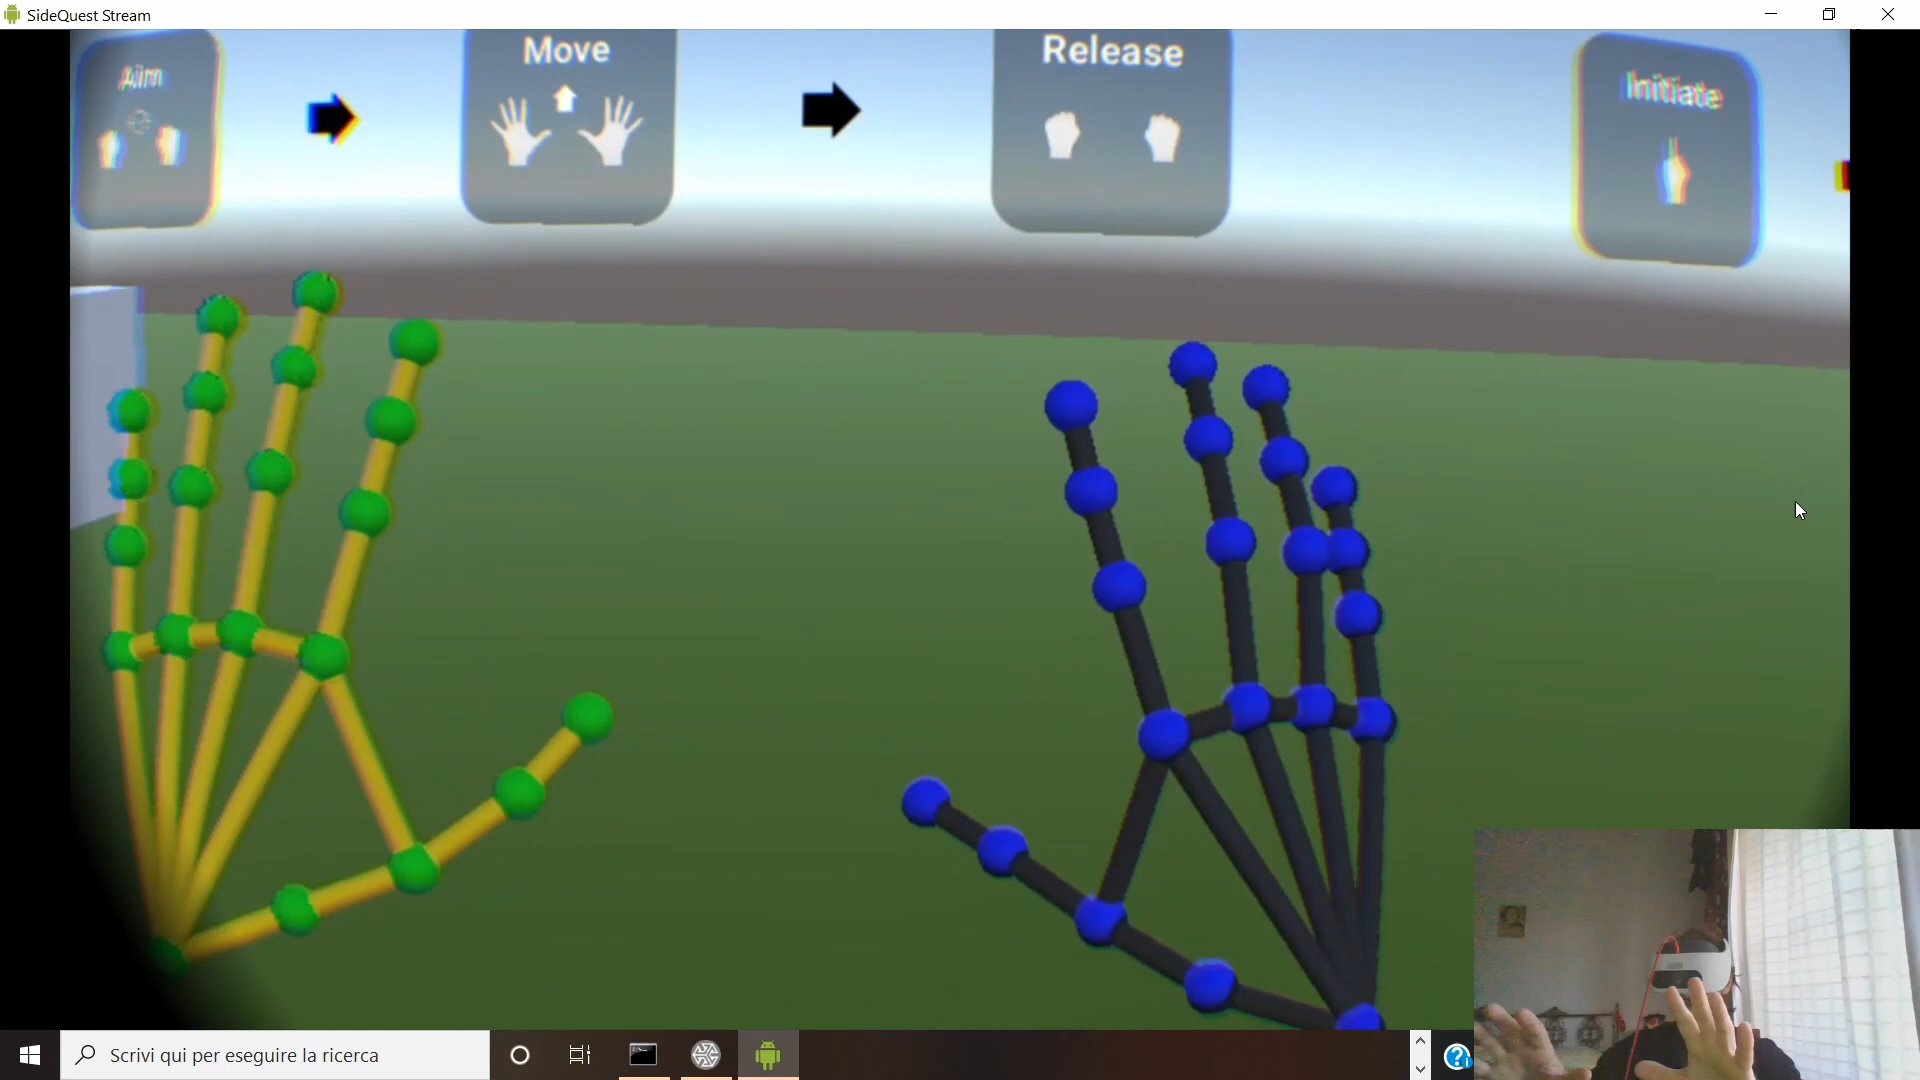 SideQuest Stream
Aim
Move
Release
Initiate
Scrivi qui per eseguire la ricerca